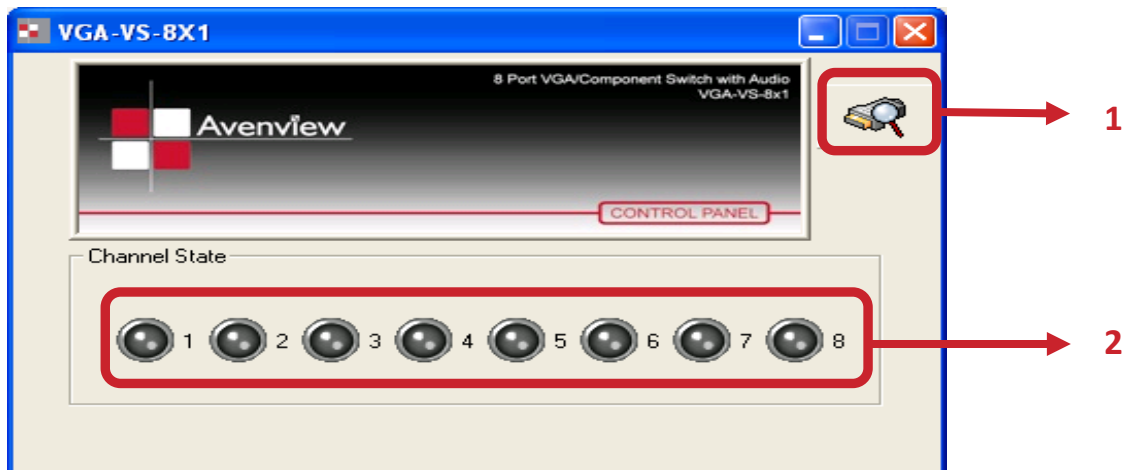 VGA-VS-8X1
8 Port VGA/Component Switch with Audio
VGA-VS-8x1
Avenview
1
CONTROL PANEL
Channel State
1 2 3 4 5 6 7 8
2